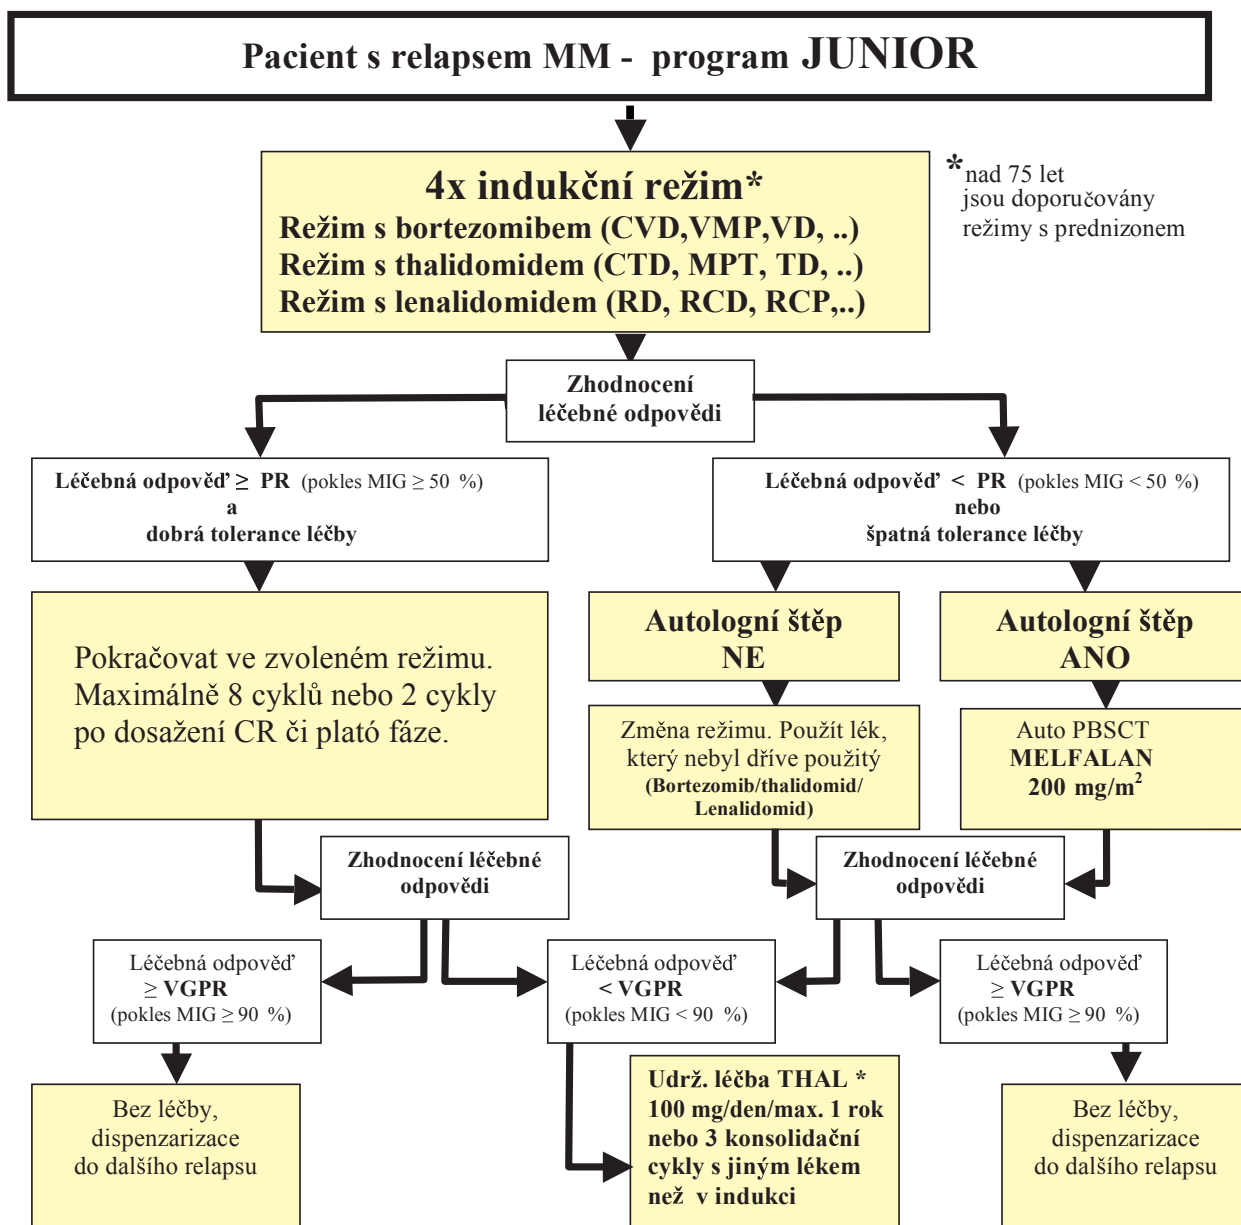 Pacient s relapsem MM - program JUNIOR
4x indukční režim*
Režim s bortezomibem (CVD,VMP,VD, ..)
Režim s thalidomidem (CTD, MPT, TD, ..)
Režim s lenalidomidem (RD, RCD, RCP,..)
*nad 75 let
jsou doporučovány
režimy s prednizonem
Zhodnocení
léčebné odpovědi
Léčebná odpověď ≥ PR (pokles MIG ≥ 50 %)
a
dobrá tolerance léčby
Léčebná odpověď < PR (pokles MIG < 50 %)
nebo
špatná tolerance léčby
Pokračovat ve zvoleném režimu.
Maximálně 8 cyklů nebo 2 cykly
po dosažení CR či plató fáze.
Autologní štěp
NE
Autologní štěp
ANO
Změna režimu. Použít lék,
který nebyl dříve použitý
(Bortezomib/thalidomid/
Lenalidomid)
Auto PBSCT
MELFALAN
200 mg/m²
Zhodnocení léčebné
odpovědi
Zhodnocení léčebné
odpovědi
Léčebná odpověď
≥ VGPR
(pokles MIG ≥ 90 %)
Léčebná odpověď
< VGPR
(pokles MIG < 90 %)
Léčebná odpověď
≥ VGPR
(pokles MIG ≥ 90 %)
Bez léčby,
dispenzarizace
do dalšího relapsu
Udrž. léčba THAL *
100 mg/den/max. 1 rok
nebo 3 konsolidační
cykly s jiným lékem
než v indukci
Bez léčby,
dispenzarizace
do dalšího relapsu